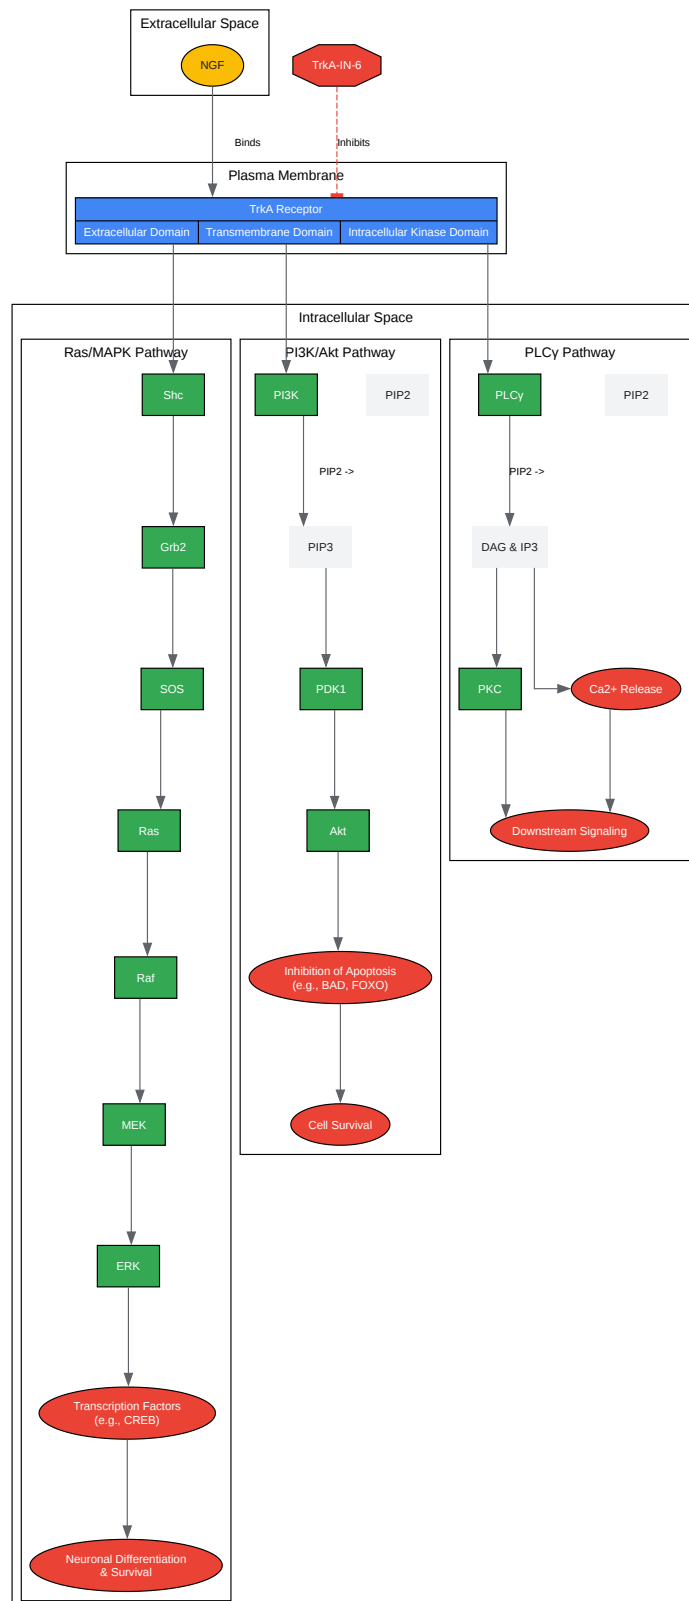 Extracellular Space
NGF
TrkA-IN-6
Binds
Inhibits
Plasma Membrane
TrkA Receptor
Extracellular Domain
Transmembrane Domain
Intracellular Kinase Domain
Intracellular Space
Ras/MAPK Pathway
Shc
Grb2
SOS
Ras
Raf
MEK
ERK
Transcription Factors
(e.g., CREB)
Neuronal Differentiation
& Survival
PI3K/Akt Pathway
PI3K
PIP2
PIP2 ->
PIP3
PDK1
Akt
Inhibition of Apoptosis
(e.g., BAD, FOXO)
Cell Survival
PLCγ Pathway
PLCγ
PIP2
PIP2 ->
DAG & IP3
PKC
Ca2+ Release
Downstream Signaling